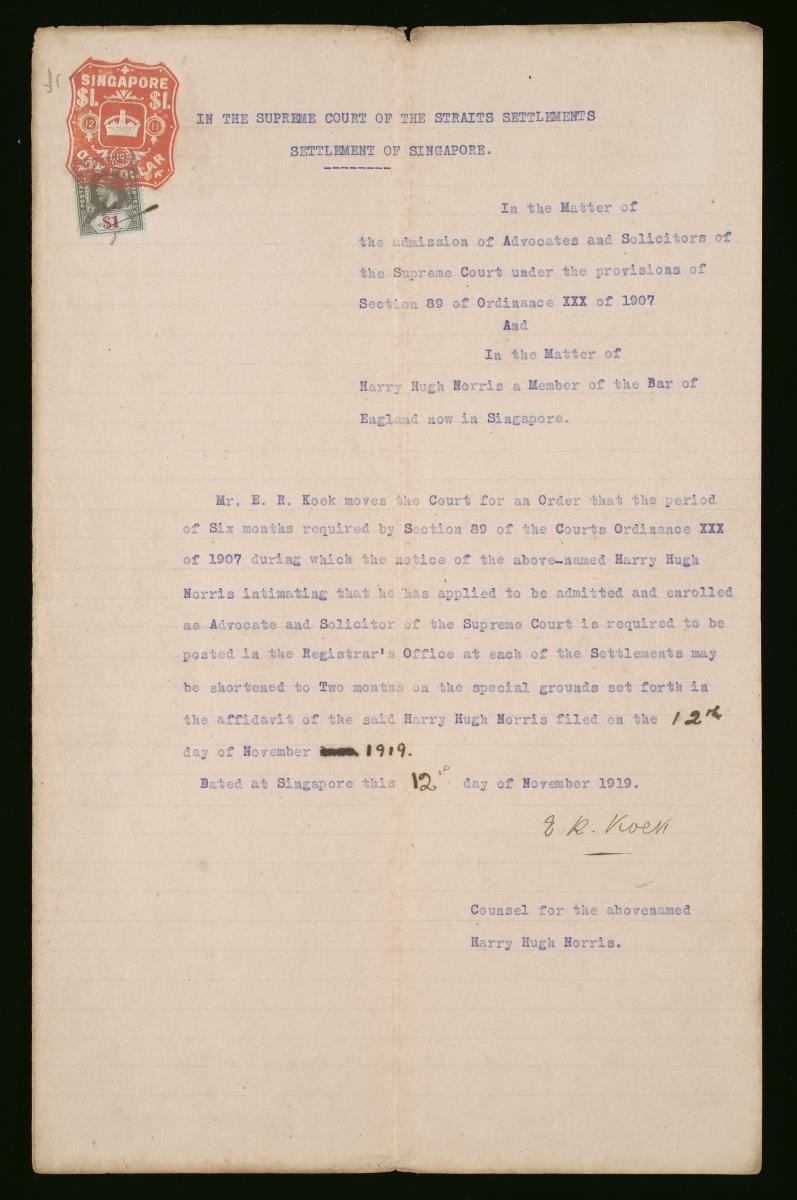 SINGAPORE
$1. $1.
12 11
ONE DOLLAR
POSTAGE
$1
IN THE SUPREME COURT OF THE STRAITS SETTLEMENTS
SETTLEMENT OF SINGAPORE.
In the Matter of
the admission of Advocates and Solicitors of
the Supreme Court under the provisions of
Section 89 of Ordinance XXX of 1907
And
In the Matter of
Harry Hugh Norris a Member of the Bar of
England now in Singapore.
Mr. E. R. Koek moves the Court for an Order that the period
of Six months required by Section 89 of the Courts Ordinance XXX
of 1907 during which the notice of the above-named Harry Hugh
Norris intimating that he has applied to be admitted and enrolled
as Advocate and Solicitor of the Supreme Court is required to be
posted in the Registrar's Office at each of the Settlements may
be shortened to Two months on the special grounds set forth in
the affidavit of the said Harry Hugh Norris filed on the 12th
day of November 1919.
Dated at Singapore this 12th day of November 1919.
E. R. Koek
Counsel for the abovenamed
Harry Hugh Norris.